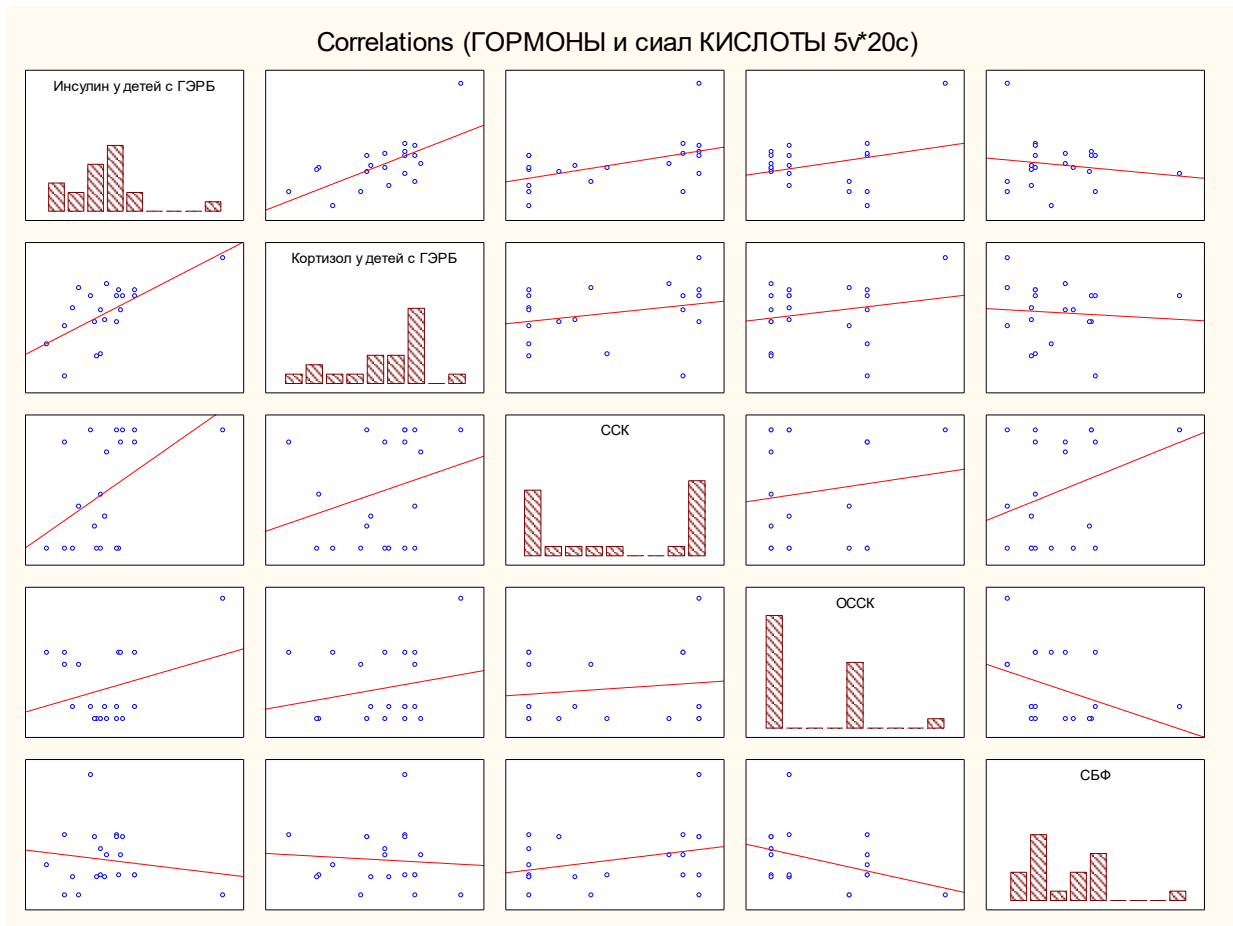 Correlations (ГОРМОНЫ и сиал КИСЛОТЫ 5v*20c)
Инсулин у детей с ГЭРБ
Кортизол у детей с ГЭРБ
ССК
ОССК
СБФ